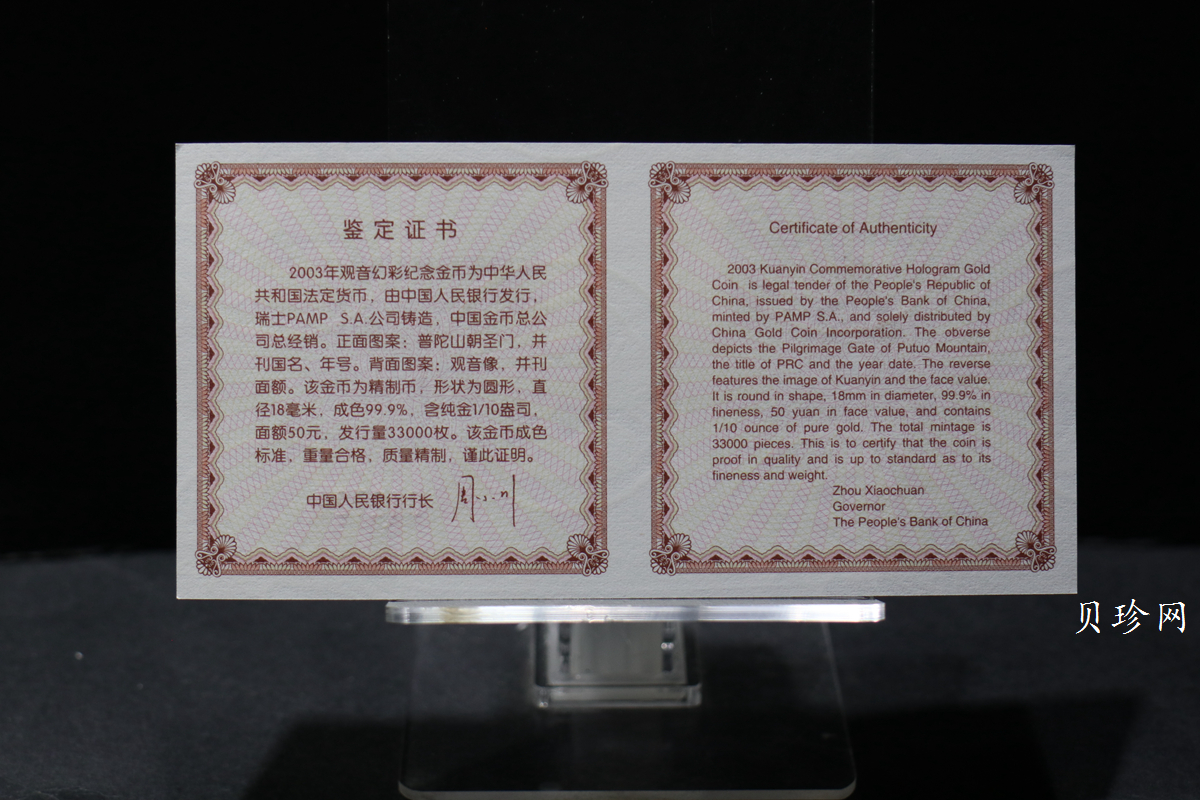 鉴定证书
2003年观音幻彩纪念金币为中华人民
共和国法定货币，由中国人民银行发行，
瑞士PAMP S.A.公司铸造，中国金币总公
司总经销。正面图案：普陀山朝圣门，并
刊国名、年号。背面图案：观音像，并刊
面额。该金币为精制币，形状为圆形，直
径18毫米，成色99.9%，含纯金1/10盎司，
面额50元，发行量33000枚。该金币成色
标准，重量合格，质量精制，谨此证明。
中国人民银行行长 周小川
Certificate of Authenticity
2003 Kuanyin Commemorative Hologram Gold
Coin is legal tender of the People's Republic of
China, issued by the People's Bank of China,
minted by PAMP S.A., and solely distributed by
China Gold Coin Incorporation. The obverse
depicts the Pilgrimage Gate of Putuo Mountain,
the title of PRC and the year date. The reverse
features the image of Kuanyin and the face value.
It is round in shape, 18mm in diameter, 99.9% in
fineness, 50 yuan in face value, and contains
1/10 ounce of pure gold. The total mintage is
33000 pieces. This is to certify that the coin is
proof in quality and is up to standard as to its
fineness and weight.
Zhou Xiaochuan
Governor
The People's Bank of China
贝珍网